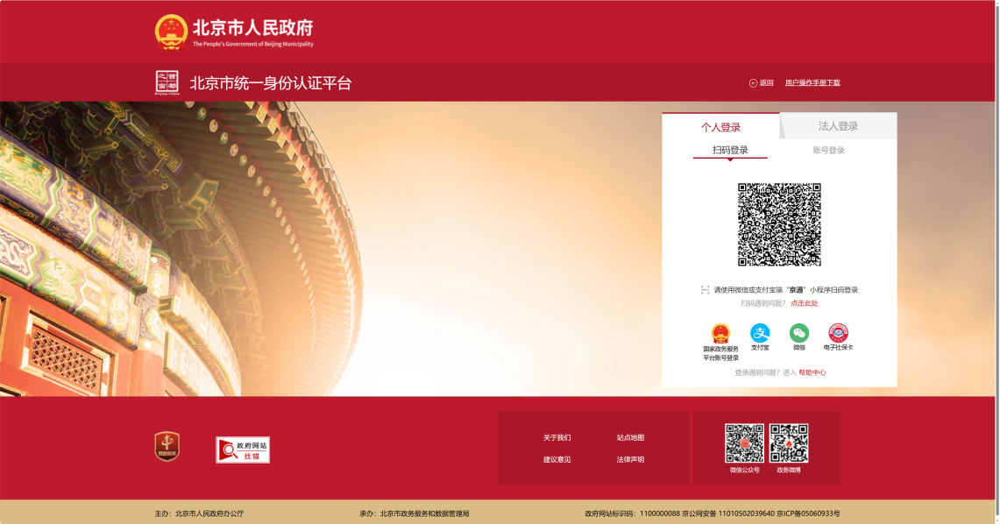 北京市人民政府
The People's Government of Beijing Municipality
首都之窗
Beijing-China
北京市统一身份认证平台
返回
用户操作手册下载
个人登录
法人登录
扫码登录
账号登录
请使用微信或支付宝端“京通”小程序扫码登录
扫码遇到问题? 点击此处
国家政务服务
平台账号登录
支付宝
微信
电子社保卡
登录遇到问题? 进入 帮助中心
党政机关
政府网站
找错
关于我们
站点地图
建议意见
法律声明
微信公众号
政务微博
主办：北京市人民政府办公厅
承办：北京市政务服务和数据管理局
政府网站标识码：1100000088 京公网安备 11010502039640 京ICP备05060933号